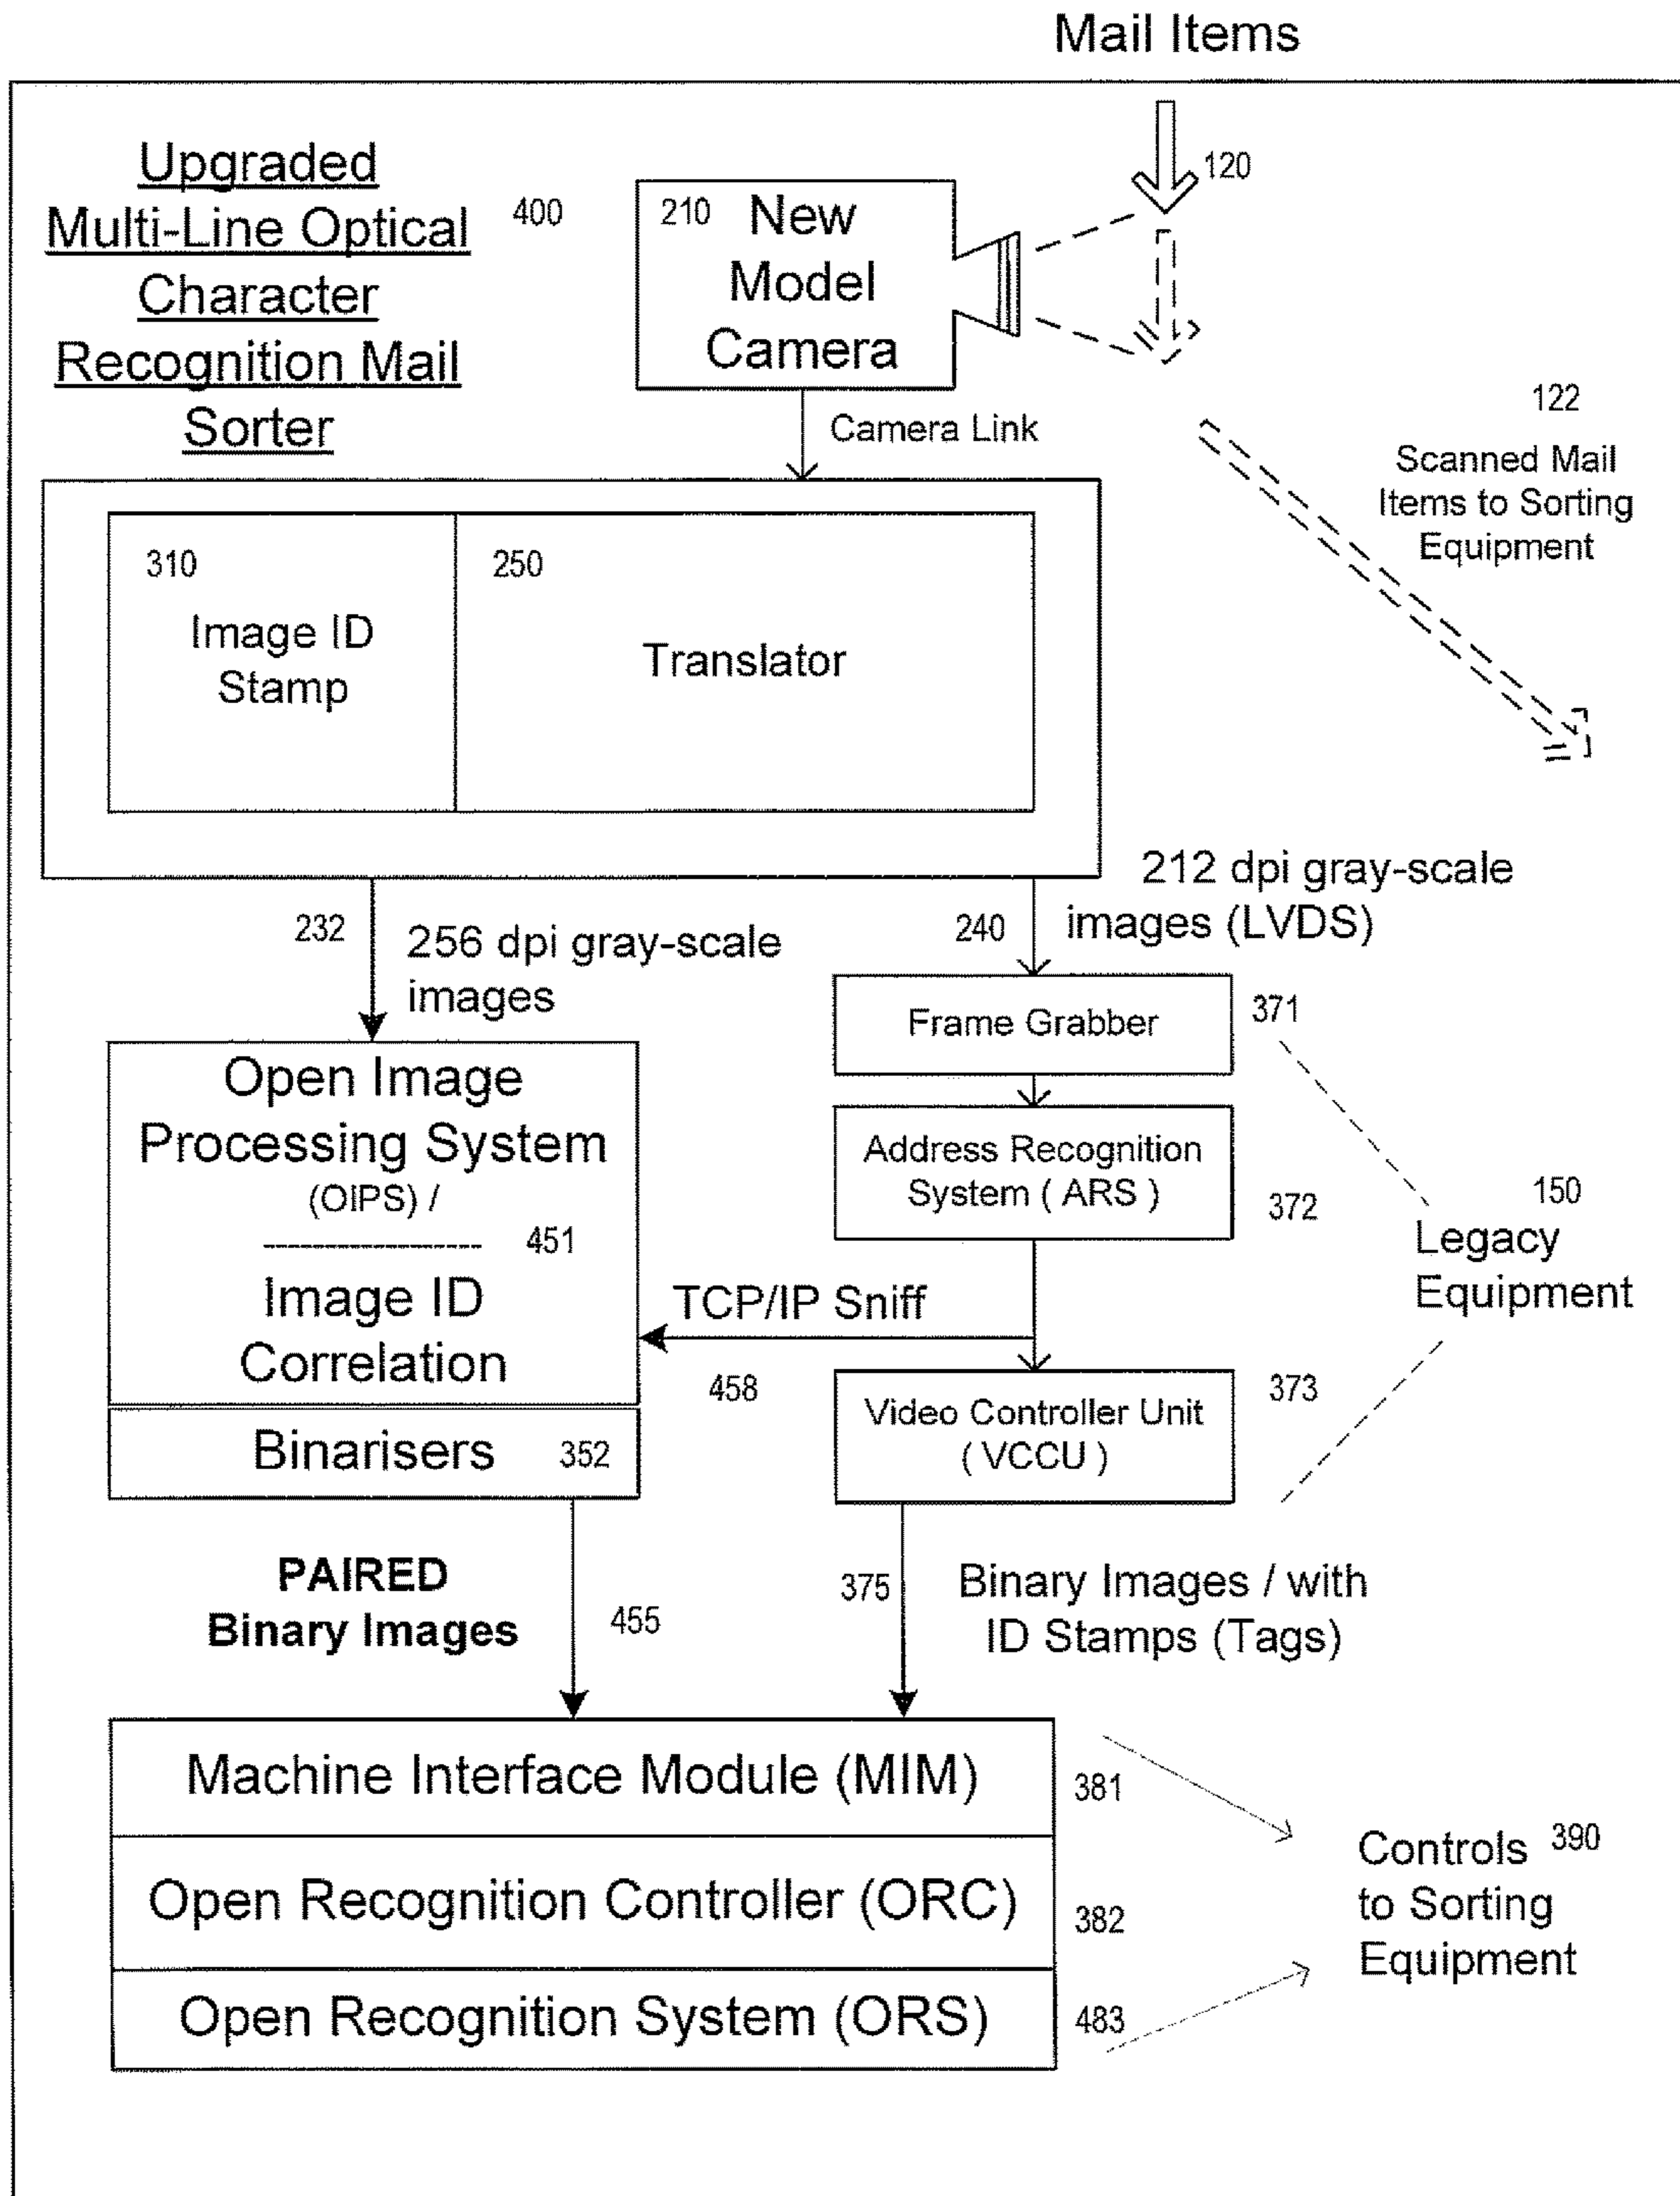 Mail Items
120
Upgraded
Multi-Line Optical
Character
Recognition Mail
Sorter
400
210 New
Model
Camera
Camera Link
122
Scanned Mail
Items to Sorting
Equipment
310
Image ID
Stamp
250
Translator
232
256 dpi gray-scale
images
212 dpi gray-scale
images (LVDS)
240
Frame Grabber
371
Open Image
Processing System
(OIPS) /
451
Image ID
Correlation
Binarisers 352
Address Recognition
System ( ARS )
372
150
Legacy
Equipment
TCP/IP Sniff
458
Video Controller Unit
( VCCU )
373
PAIRED
Binary Images
455
375
Binary Images / with
ID Stamps (Tags)
Machine Interface Module (MIM)
381
Open Recognition Controller (ORC)
382
Open Recognition System (ORS)
483
Controls 390
to Sorting
Equipment